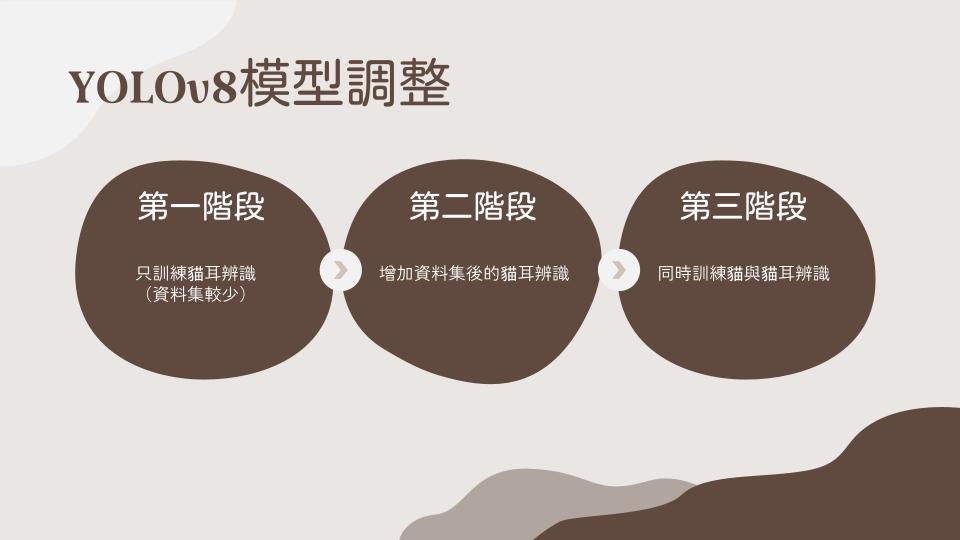 YOLOv8模型調整
第一階段
只訓練貓耳辨識
（資料集較少）
第二階段
增加資料集後的貓耳辨識
第三階段
同時訓練貓與貓耳辨識